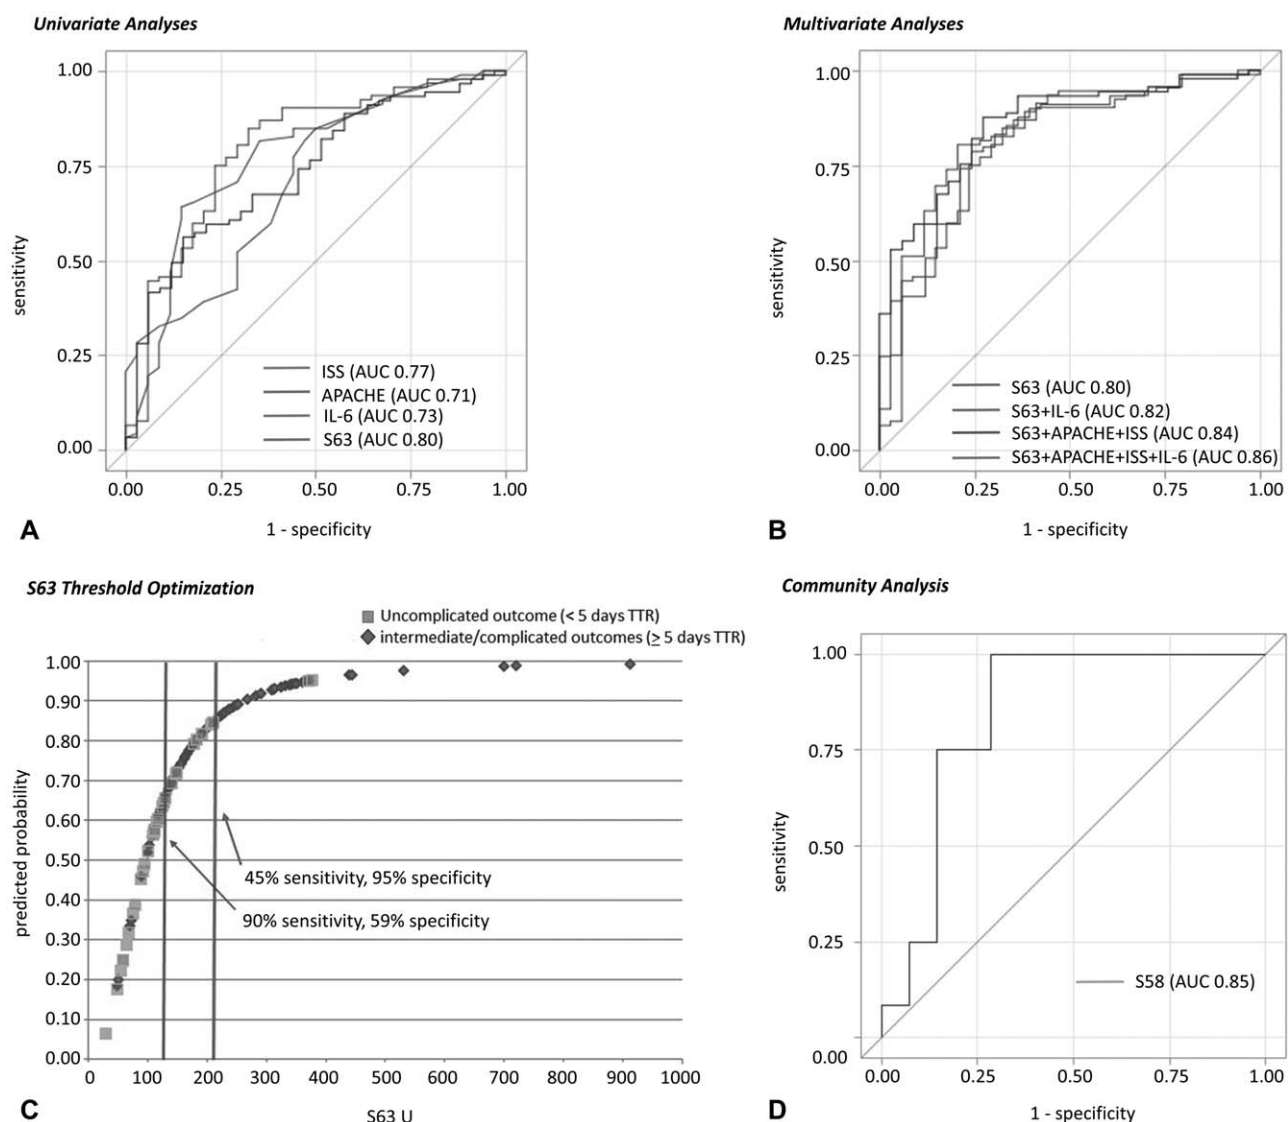 Univariate Analyses
1.00
0.75
0.50
0.25
0.00
sensitivity
ISS (AUC 0.77)
APACHE (AUC 0.71)
IL-6 (AUC 0.73)
S63 (AUC 0.80)
0.00 0.25 0.50 0.75 1.00
1 - specificity
A
Multivariate Analyses
1.00
0.75
0.50
0.25
0.00
sensitivity
S63 (AUC 0.80)
S63+IL-6 (AUC 0.82)
S63+APACHE+ISS (AUC 0.84)
S63+APACHE+ISS+IL-6 (AUC 0.86)
0.00 0.25 0.50 0.75 1.00
1 - specificity
B
S63 Threshold Optimization
Uncomplicated outcome (< 5 days TTR)
intermediate/complicated outcomes (≥ 5 days TTR)
1.00
0.90
0.80
0.70
0.60
0.50
0.40
0.30
0.20
0.10
0.00
predicted probability
45% sensitivity, 95% specificity
90% sensitivity, 59% specificity
0 100 200 300 400 500 600 700 800 900 1000
S63 U
C
Community Analysis
1.00
0.75
0.50
0.25
0.00
sensitivity
S58 (AUC 0.85)
0.00 0.25 0.50 0.75 1.00
1 - specificity
D